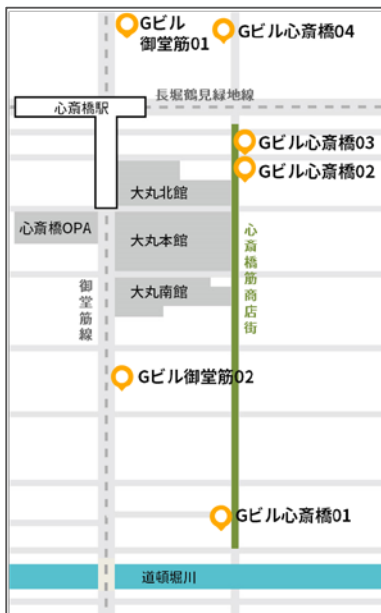 Gビル
御堂筋01
Gビル心斎橋04
長堀鶴見緑地線
心斎橋駅
Gビル心斎橋03
Gビル心斎橋02
大丸北館
心斎橋OPA
大丸本館
心斎橋筋商店街
御堂筋線
大丸南館
Gビル御堂筋02
Gビル心斎橋01
道頓堀川